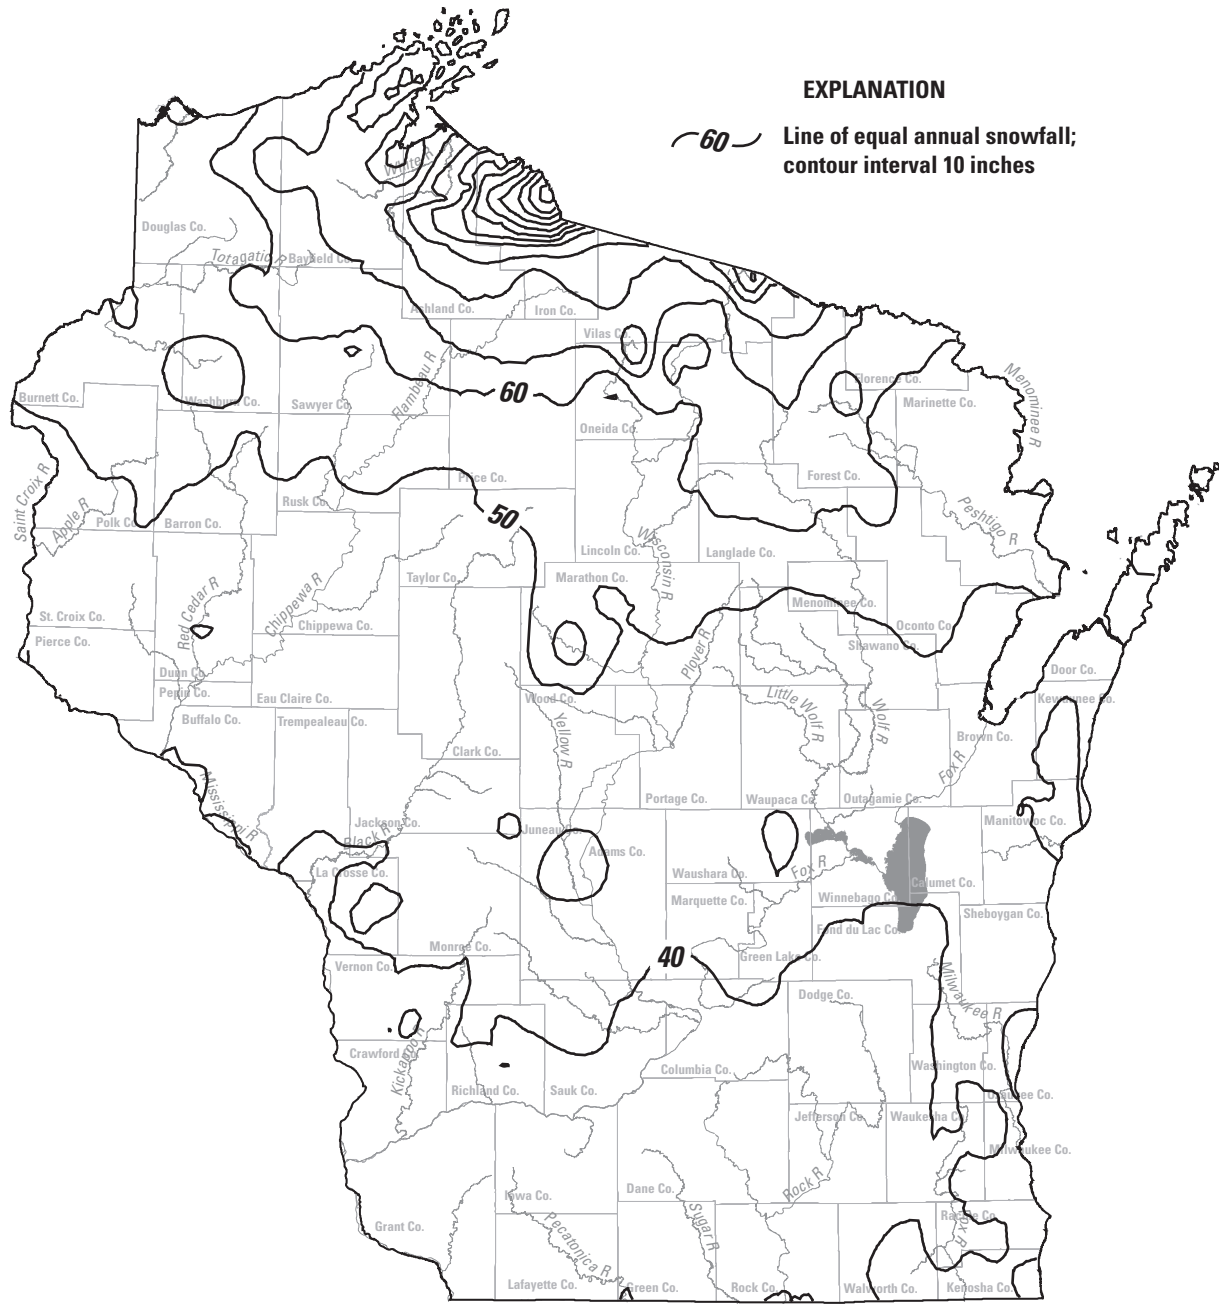 EXPLANATION
60
Line of equal annual snowfall;
contour interval 10 inches
White R
Douglas Co.
Totagatic R
Bayfield Co.
Ashland Co.
Iron Co.
Vilas Co.
Flambeau R
Florence Co.
Menominee R
Burnett Co.
Washburn Co.
Sawyer Co.
60
Marinette Co.
Oneida Co.
Saint Croix R
Apple R
Price Co.
Forest Co.
Polk Co.
Barron Co.
Rusk Co.
50
Peshtigo R
Wisconsin R
Lincoln Co.
Langlade Co.
Taylor Co.
Marathon Co.
Red Cedar R
Chippewa R
Menominee Co.
St. Croix Co.
Chippewa Co.
Oconto Co.
Pierce Co.
Plover R
Shawano Co.
Dunn Co.
Door Co.
Pepin Co.
Eau Claire Co.
Wood Co.
Little Wolf R
Wolf R
Kewaunee Co.
Buffalo Co.
Trempealeau Co.
Yellow R
Brown Co.
Clark Co.
Fox R
Mississippi R
Portage Co.
Waupaca Co.
Outagamie Co.
Jackson Co.
Black R
Juneau Co.
Manitowoc Co.
Adams Co.
La Crosse Co.
Waushara Co.
Fox R
Calumet Co.
Marquette Co.
Winnebago Co.
Sheboygan Co.
Monroe Co.
Fond du Lac Co.
40
Green Lake Co.
Vernon Co.
Milwaukee R
Dodge Co.
Crawford Co.
Kickapoo R
Columbia Co.
Washington Co.
Richland Co.
Sauk Co.
Ozaukee Co.
Jefferson Co.
Waukesha Co.
Milwaukee Co.
Iowa Co.
Dane Co.
Rock R
Grant Co.
Pecatonica R
Sugar R
Racine Co.
Fox R
Lafayette Co.
Green Co.
Rock Co.
Walworth Co.
Kenosha Co.